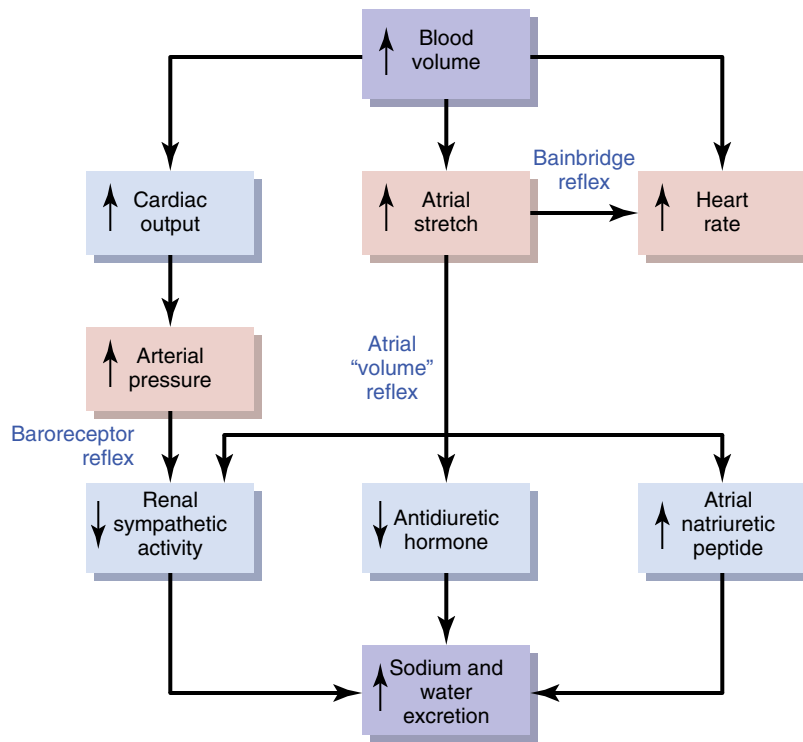 Blood
volume
Bainbridge
reflex
Cardiac
output
Atrial
stretch
Heart
rate
Arterial
pressure
Atrial
“volume”
reflex
Baroreceptor
reflex
Renal
sympathetic
activity
Antidiuretic
hormone
Atrial
natriuretic
peptide
Sodium and
water
excretion